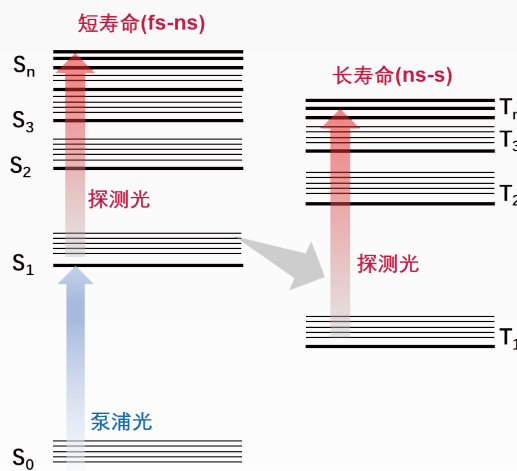 短寿命(fs-ns)
长寿命(ns-s)
Sn
S3
S2
S1
S0
探测光
泵浦光
Tn
T3
T2
T1
探测光